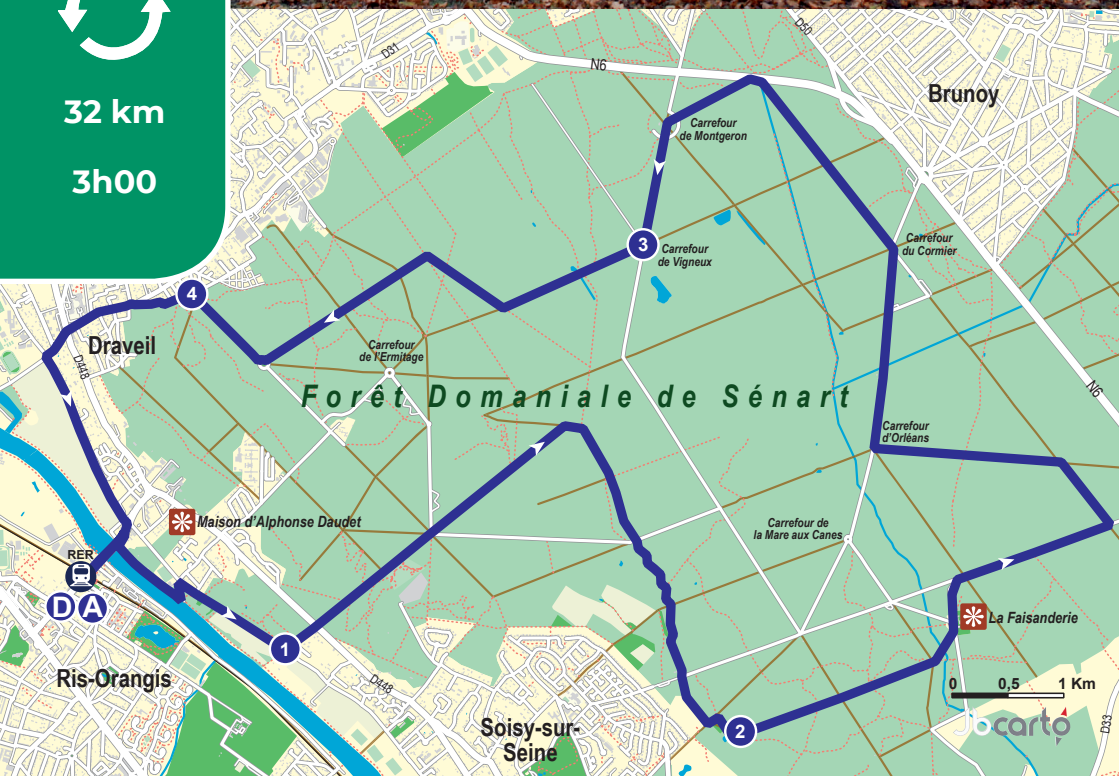 32 km
3h00
D31
N6
D50
Brunoy
Carrefour
de Montgeron
3
Carrefour
de Vigneux
Carrefour
du Cormier
4
Draveil
D448
Carrefour
de l'Ermitage
Forêt Domaniale de Sénart
N6
Carrefour
d'Orléans
Maison d'Alphonse Daudet
Carrefour de
la Mare aux Canes
RER
D A
La Faisanderie
1
Ris-Orangis
D448
Soisy-sur-
Seine
2
0 0,5 1 Km
cartō
D33